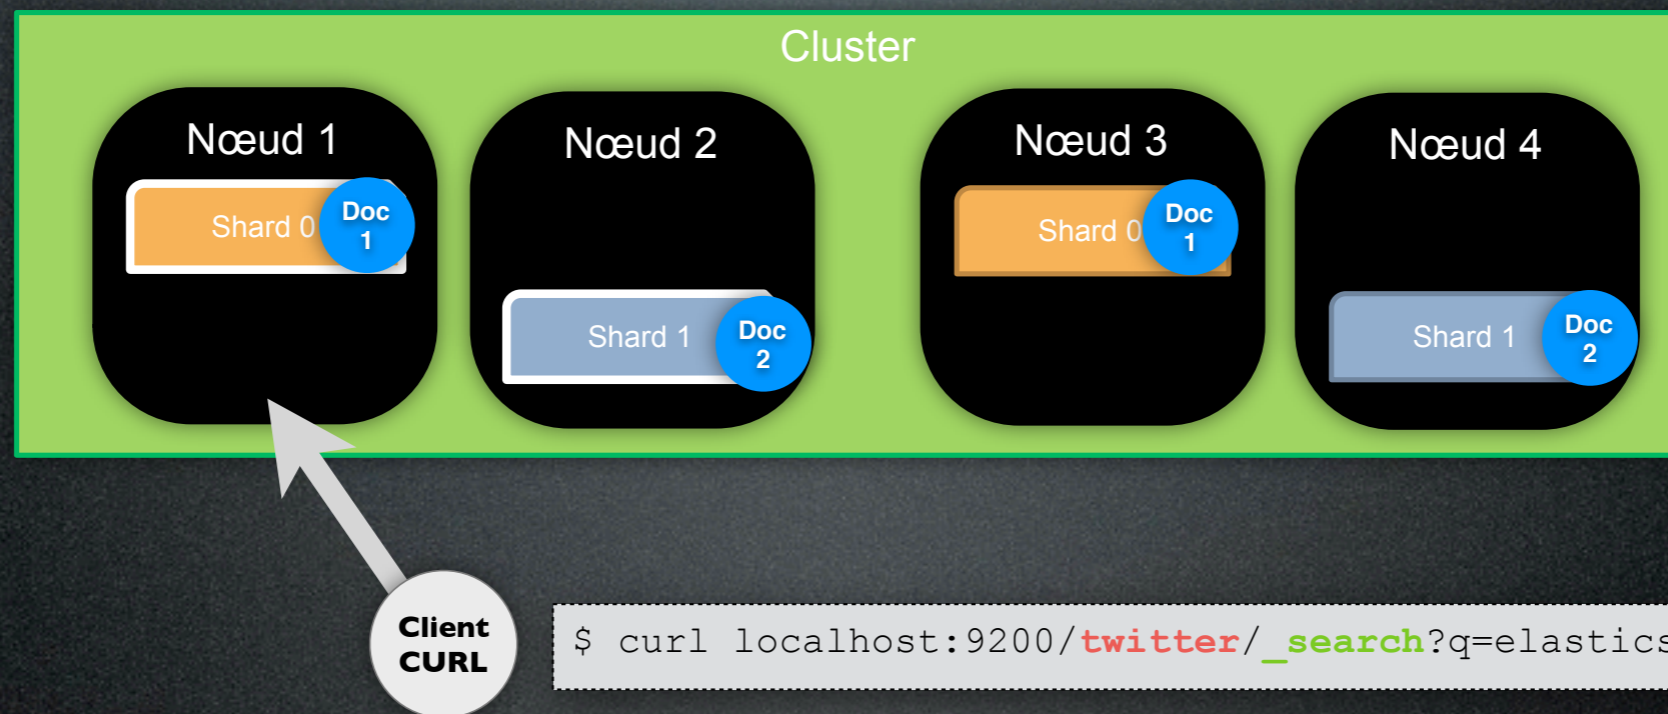 Cluster
Nœud 1
Nœud 2
Nœud 3
Nœud 4
Shard 0
Doc
1
Shard 1
Doc
2
Shard 0
Doc
1
Shard 1
Doc
2
Client
CURL
$ curl localhost:9200/twitter/_search?q=elastics